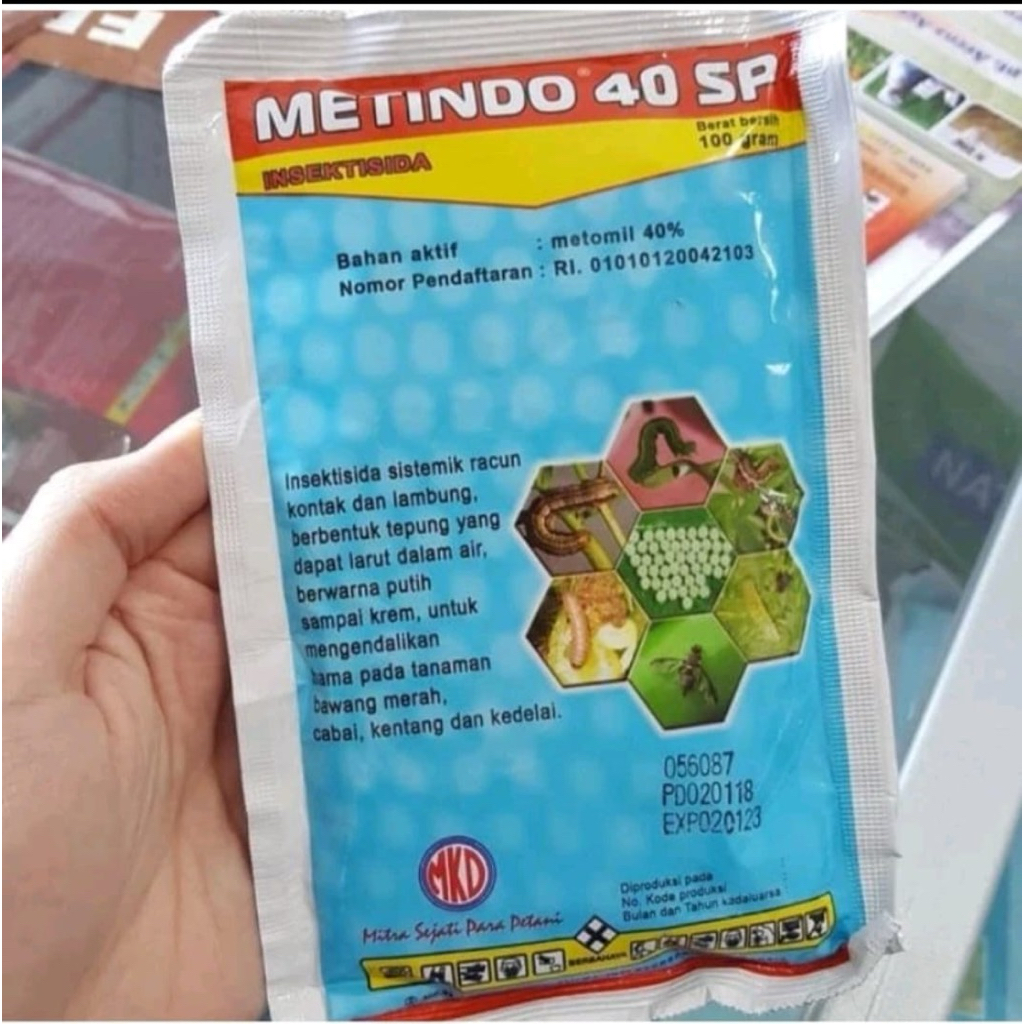 METINDO® 40 SP
INSEKTISIDA
Berat bersih
100 gram
Bahan aktif : metomil 40%
Nomor Pendaftaran : RI. 01010120042103
Insektisida sistemik racun
kontak dan lambung,
berbentuk tepung yang
dapat larut dalam air,
berwarna putih
sampai krem, untuk
mengendalikan
hama pada tanaman
bawang merah,
cabai, kentang dan kedelai.
056087
PD020118
EXP020123
MKD
Mitra Sejati Para Petani
Diproduksi pada :
No. Kode produksi :
Bulan dan Tahun kadaluarsa :
BERBAHAYA
NAT